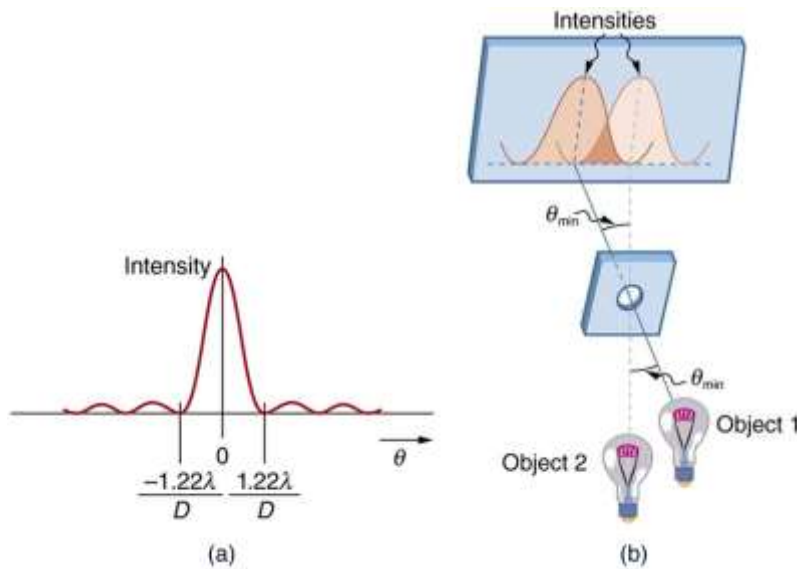 Intensity
0
θ
−1.22λ
D
1.22λ
D
(a)
Intensities
θmin
θmin
Object 1
Object 2
(b)